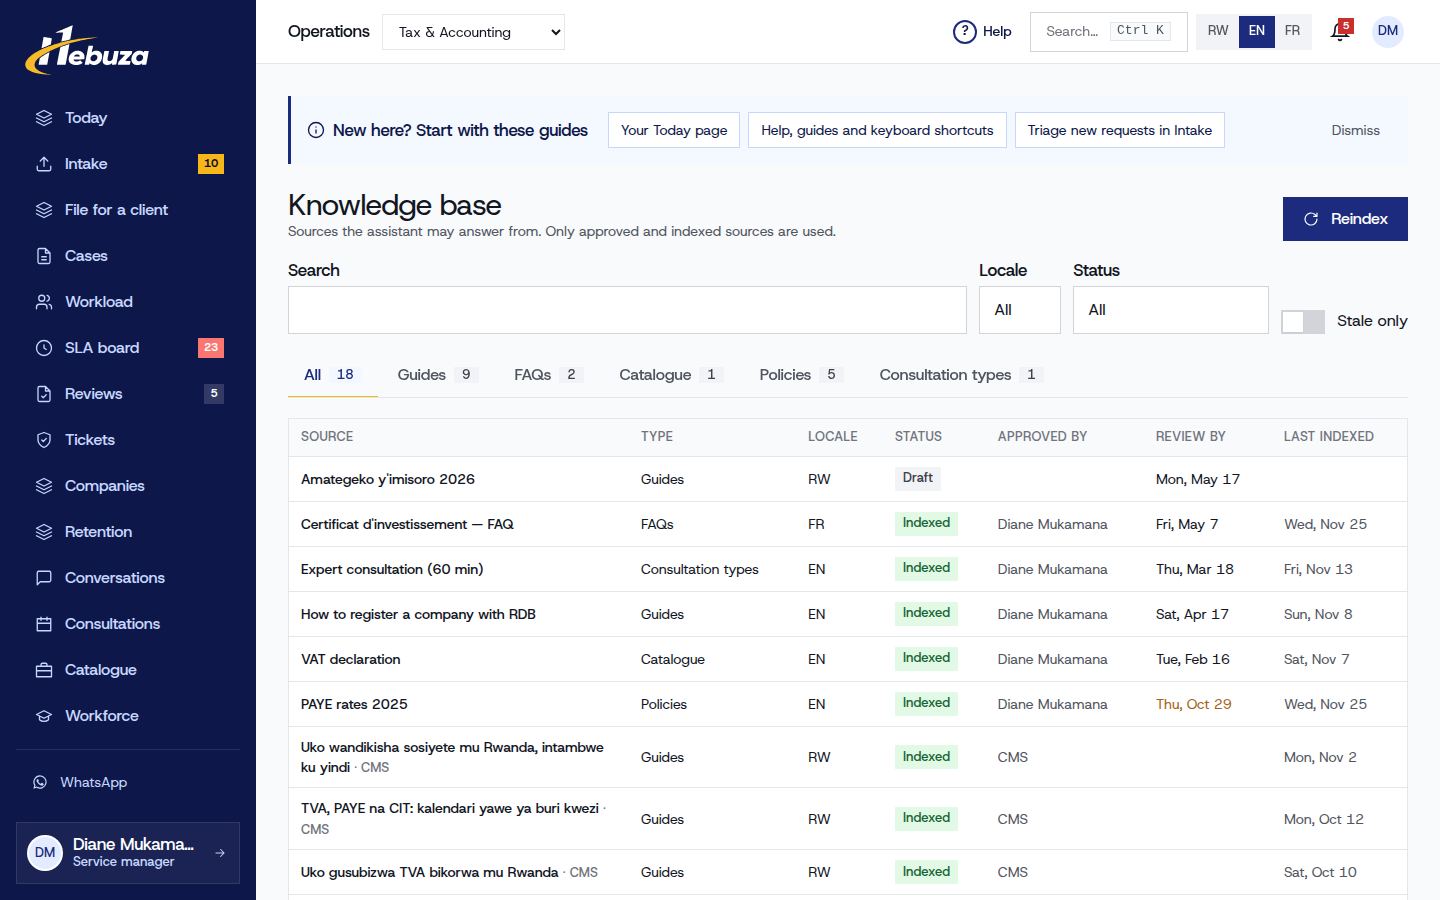 Hebuza
Operations
Tax & Accounting
? Help
Search...
Ctrl K
RW
EN
FR
5
DM
Today
Intake
10
File for a client
Cases
Workload
SLA board
23
Reviews
5
Tickets
Companies
Retention
Conversations
Consultations
Catalogue
Workforce
WhatsApp
DM
Diane Mukama...
Service manager
New here? Start with these guides
Your Today page
Help, guides and keyboard shortcuts
Triage new requests in Intake
Dismiss
Knowledge base
Sources the assistant may answer from. Only approved and indexed sources are used.
Reindex
Search
Locale
Status
All
All
Stale only
All 18
Guides 9
FAQs 2
Catalogue 1
Policies 5
Consultation types 1
SOURCE TYPE LOCALE STATUS APPROVED BY REVIEW BY LAST INDEXED
Amategeko y'imisoro 2026 Guides RW Draft Mon, May 17
Certificat d'investissement — FAQ FAQs FR Indexed Diane Mukamana Fri, May 7 Wed, Nov 25
Expert consultation (60 min) Consultation types EN Indexed Diane Mukamana Thu, Mar 18 Fri, Nov 13
How to register a company with RDB Guides EN Indexed Diane Mukamana Sat, Apr 17 Sun, Nov 8
VAT declaration Catalogue EN Indexed Diane Mukamana Tue, Feb 16 Sat, Nov 7
PAYE rates 2025 Policies EN Indexed Diane Mukamana Thu, Oct 29 Wed, Nov 25
Uko wandikisha sosiyete mu Rwanda, intambwe
ku yindi · CMS Guides RW Indexed CMS Mon, Nov 2
TVA, PAYE na CIT: kalendari yawe ya buri kwezi ·
CMS Guides RW Indexed CMS Mon, Oct 12
Uko gusubizwa TVA bikorwa mu Rwanda · CMS Guides RW Indexed CMS Sat, Oct 10